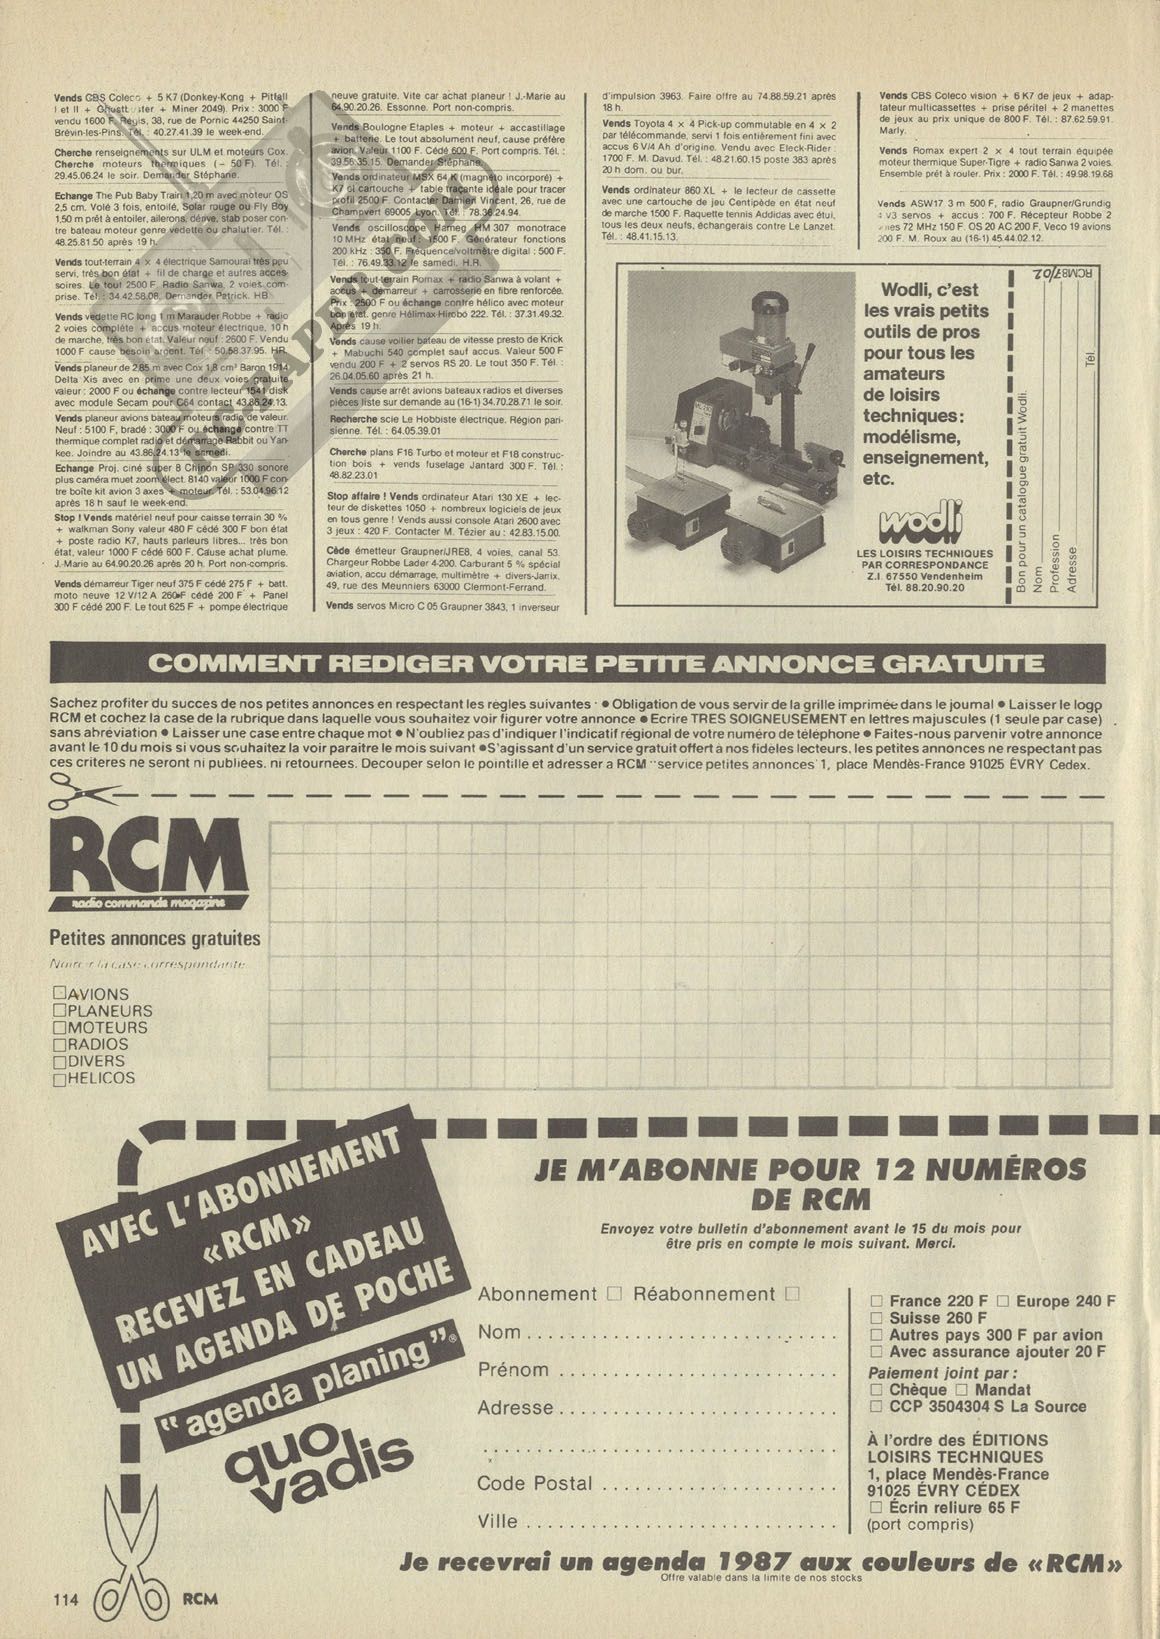 Vends CBS Coleco + 5 K7 (Donkey-Kong + Pitfall
I et II + Ghustbuster + Miner 2049). Prix : 3000 F
vendu 1600 F. Régis, 38, rue de Pornic 44250 Saint-
Brévin-les-Pins. Tél. : 40.27.41.39 le week-end.
Cherche renseignements sur ULM et moteurs Cox.
Cherche moteurs thermiques (– 50 F). Tél. :
29.45.06.24 le soir. Demander Stéphane.
Echange The Pub Baby Train 1,20 m avec moteur OS
2,5 cm. Volé 3 fois, entoilé, Solar rouge ou Fly Boy
1,50 m prêt à entoiler, ailerons, dérive, stab poser con-
tre bateau moteur genre vedette ou chalutier. Tél. :
48.25.81.50 après 19 h.
Vends tout-terrain 4 × 4 électrique Samourai très ppu
servi, très bon état + fil de charge et autres acces-
soires. Le tout 2500 F. Radio Sanwa, 2 voies com-
prise. Tél. : 34.42.58.08. Demander Patrick. HB.
Vends vedette RC long 1 m Marauder Robbe + radio
2 voies complète + accus moteur électrique, 10 h
de marche, très bon état. Valeur neuf : 2600 F. Vendu
1000 F cause besoin argent. Tél : 50.58.37.95. HR.
Vends planeur de 2,85 m avec Cox 1,8 cm³ Baron 1914
Delta Xis avec en prime une deux voies gratuite
valeur : 2000 F ou échange contre lecteur 1541 disk
avec module Secam pour C64 contact 43.86.24.13.
Vends planeur avions bateau moteurs radio de valeur.
Neuf : 5100 F, bradé : 3000 F ou échange contre TT
thermique complet radio et démarrage Rabbit ou Yan-
kee. Joindre au 43.86.24.13 le samedi.
Echange Proj. ciné super 8 Chinon SP 330 sonore
plus caméra muet zoom élect. 8140 valeur 1000 F con-
tre boîte kit avion 3 axes + moteur. Tél. : 53.04.96.12
après 18 h sauf le week-end.
Stop ! Vends matériel neuf pour caisse terrain 30 %
+ walkman Sony valeur 480 F cédé 300 F bon état
+ poste radio K7, hauts parleurs libres... très bon
état, valeur 1000 F cédé 600 F. Cause achat plume.
J.-Marie au 64.90.20.26 après 20 h. Port non-compris.
Vends démarreur Tiger neuf 375 F cédé 275 F + batt.
moto neuve 12 V/12 A 260 F cédé 200 F + Panel
300 F cédé 200 F. Le tout 625 F + pompe électrique
neuve gratuite. Vite car achat planeur ! J.-Marie au
64.90.20.26. Essonne. Port non-compris.
Vends Boulogne Etaples + moteur + accastillage
+ batterie. Le tout absolument neuf, cause préfère
avion. Valeur 1100 F. Cédé 600 F. Port compris. Tél. :
39.56.35.15. Demander Stéphane.
Vends ordinateur MSX 64 K (magnéto incorporé) +
K7 et cartouche + table traçante idéale pour tracer
profil 2500 F. Contacter Damien Vincent, 26, rue de
Champvert 69005 Lyon. Tél. : 78.36.24.94.
Vends oscilloscope Hameg HM 307 monotrace
10 MHz état neuf : 1500 F. Générateur fonctions
200 kHz : 350 F. Fréquence/voltmètre digital : 500 F.
Tél. : 76.49.33.12 le samedi. H.R.
Vends tout-terrain Romax + radio Sanwa à volant +
accus + démarreur + carrosserie en fibre renforcée.
Prix : 2500 F ou échange contre hélico avec moteur
bon état. genre Hélimax-Hirobo 222. Tél. : 37.31.49.32.
Après 19 h.
Vends cause voilier bateau de vitesse presto de Krick
+ Mabuchi 540 complet sauf accus. Valeur 500 F
vendu 200 F + 2 servos RS 20. Le tout 350 F. Tél. :
26.04.05.60 après 21 h.
Vends cause arrêt avions bateaux radios et diverses
pièces liste sur demande au (16-1) 34.70.28.71 le soir.
Recherche scie Le Hobbiste électrique. Région pari-
sienne. Tél. : 64.05.39.01
Cherche plans F16 Turbo et moteur et F18 construc-
tion bois + vends fuselage Jantard 300 F. Tél. :
48.82.23.01
Stop affaire ! Vends ordinateur Atari 130 XE + lec-
teur de diskettes 1050 + nombreux logiciels de jeux
en tous genre ! Vends aussi console Atari 2600 avec
3 jeux : 420 F. Contacter M. Tézier au : 42.83.15.00.
Cède émetteur Graupner/JRE8, 4 voies, canal 53.
Chargeur Robbe Lader 4-200. Carburant 5 % spécial
aviation, accu démarrage, multimètre + divers-Jarrix,
49, rue des Meunniers 63000 Clermont-Ferrand.
Vends servos Micro C 05 Graupner 3843, 1 inverseur
d'impulsion 3963. Faire offre au 74.88.59.21 après
18 h.
Vends Toyota 4 × 4 Pick-up commutable en 4 × 2
par télécommande, servi 1 fois entièrement fini avec
accus 6 V/4 Ah d'origine. Vendu avec Eleck-Rider :
1700 F. M. Davud. Tél. : 48.21.60.15 poste 383 après
20 h dom. ou bur.
Vends ordinateur 860 XL + le lecteur de cassette
avec une cartouche de jeu Centipède en état neuf
de marche 1500 F. Raquette tennis Addidas avec étui,
tous les deux neufs, échangerais contre Le Lanzet.
Tél. : 48.41.15.13.
Vends CBS Coleco vision + 6 K7 de jeux + adap-
tateur multicassettes + prise péritel + 2 manettes
de jeux au prix unique de 800 F. Tél. : 87.62.59.91.
Marly.
Vends Romax expert 2 × 4 tout terrain équipée
moteur thermique Super-Tigre + radio Sanwa 2 voies.
Ensemble prêt à rouler. Prix : 2000 F. Tél. : 49.98.19.68
Vends ASW17 3 m 500 F, radio Graupner/Grundig
4 V3 servos + accus : 700 F. Récepteur Robbe 2
72 MHz 150 F. OS 20 AC 200 F. Veco 19 avions
200 F. M. Roux au (16-1) 45.44.02.12.
RC-PAPER.COM
Wodli, c'est
les vrais petits
outils de pros
pour tous les
amateurs
de loisirs
techniques:
modélisme,
enseignement,
etc.
wodli
LES LOISIRS TECHNIQUES
PAR CORRESPONDANCE
Z.I. 67550 Vendenheim
Tél. 88.20.90.20
RCM87/02
Bon pour un catalogue gratuit Wodli.
Nom
Profession
Adresse
Tél.
COMMENT REDIGER VOTRE PETITE ANNONCE GRATUITE
Sachez profiter du succes de nos petites annonces en respectant les règles suivantes · ● Obligation de vous servir de la grille imprimée dans le journal ● Laisser le logo
RCM et cochez la case de la rubrique dans laquelle vous souhaitez voir figurer votre annonce ● Ecrire TRES SOIGNEUSEMENT en lettres majuscules (1 seule par case)
sans abréviation ● Laisser une case entre chaque mot ● N'oubliez pas d'indiquer l'indicatif régional de votre numéro de téléphone ● Faites-nous parvenir votre annonce
avant le 10 du mois si vous souhaitez la voir paraitre le mois suivant ● S'agissant d'un service gratuit offert à nos fidèles lecteurs, les petites annonces ne respectant pas
ces criteres ne seront ni publiées. ni retournées. Decouper selon le pointillé et adresser a RCM "service petites annonces" 1, place Mendès-France 91025 ÉVRY Cedex.
RCM
radio commande magazine
Petites annonces gratuites
Noircir la case correspondante
□ AVIONS
□ PLANEURS
□ MOTEURS
□ RADIOS
□ DIVERS
□ HELICOS
AVEC L'ABONNEMENT
«RCM»
RECEVEZ EN CADEAU
UN AGENDA DE POCHE
"agenda planing"®
quo
vadis
JE M'ABONNE POUR 12 NUMÉROS
DE RCM
Envoyez votre bulletin d'abonnement avant le 15 du mois pour
être pris en compte le mois suivant. Merci.
Abonnement □ Réabonnement □
Nom
Prénom
Adresse
Code Postal
Ville
□ France 220 F □ Europe 240 F
□ Suisse 260 F
□ Autres pays 300 F par avion
□ Avec assurance ajouter 20 F
Paiement joint par :
□ Chèque □ Mandat
□ CCP 3504304 S La Source
À l'ordre des ÉDITIONS
LOISIRS TECHNIQUES
1, place Mendès-France
91025 ÉVRY CÉDEX
□ Écrin reliure 65 F
(port compris)
Je recevrai un agenda 1987 aux couleurs de «RCM»
Offre valable dans la limite de nos stocks
114
RCM